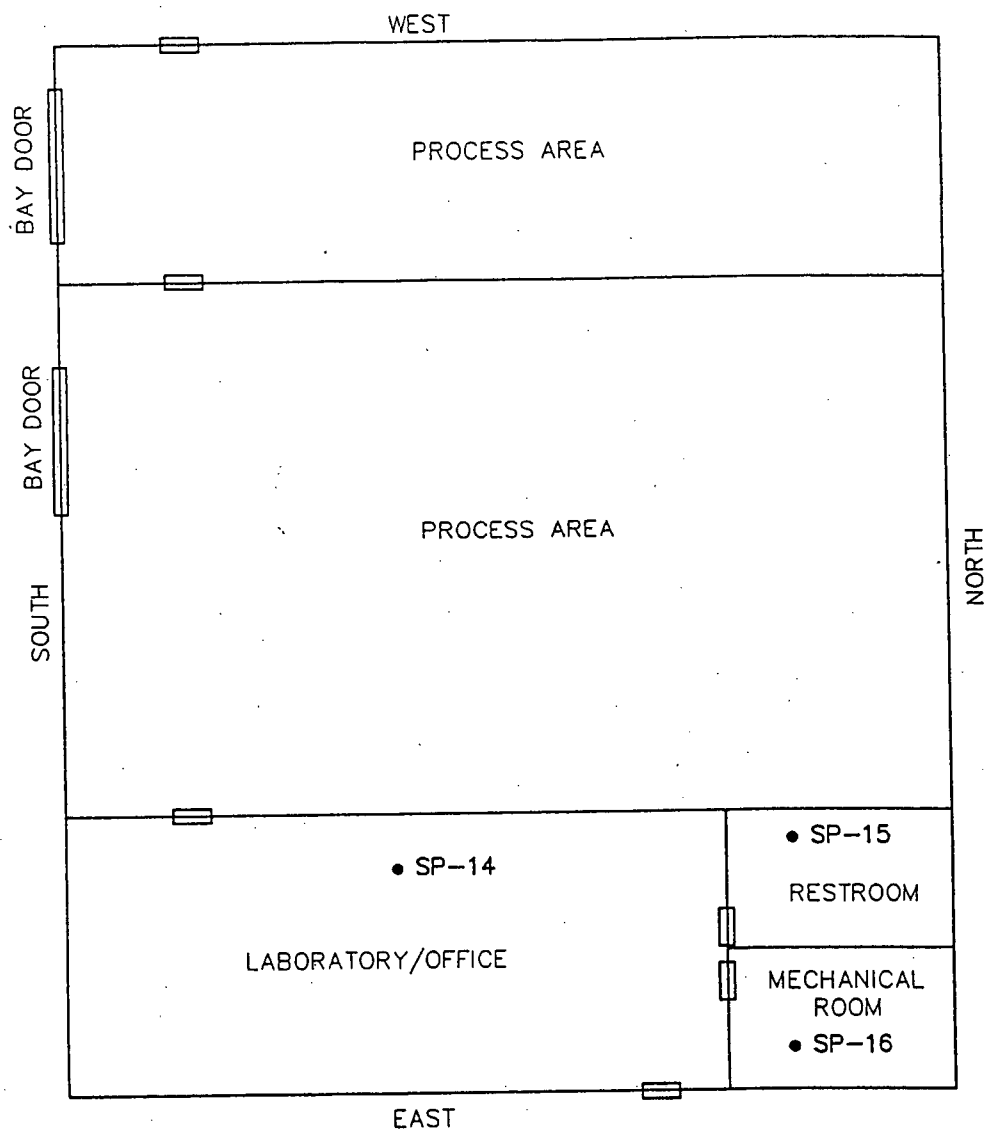 WEST
BAY DOOR
PROCESS AREA
BAY DOOR
PROCESS AREA
SOUTH
NORTH
SP-14
SP-15
RESTROOM
LABORATORY/OFFICE
MECHANICAL
ROOM
SP-16
EAST